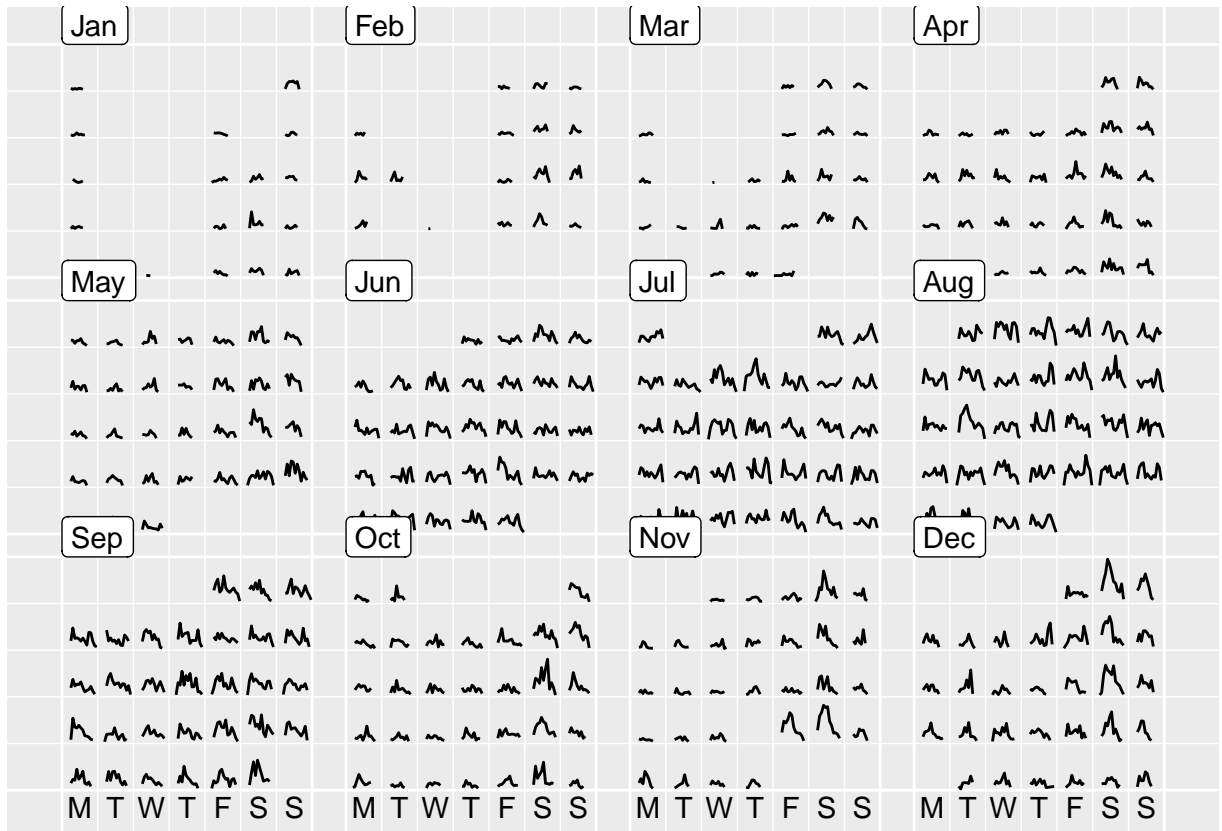 Jan Feb Mar Apr
May Jun Jul Aug
Sep Oct Nov Dec
M T W T F S S M T W T F S S M T W T F S S M T W T F S S